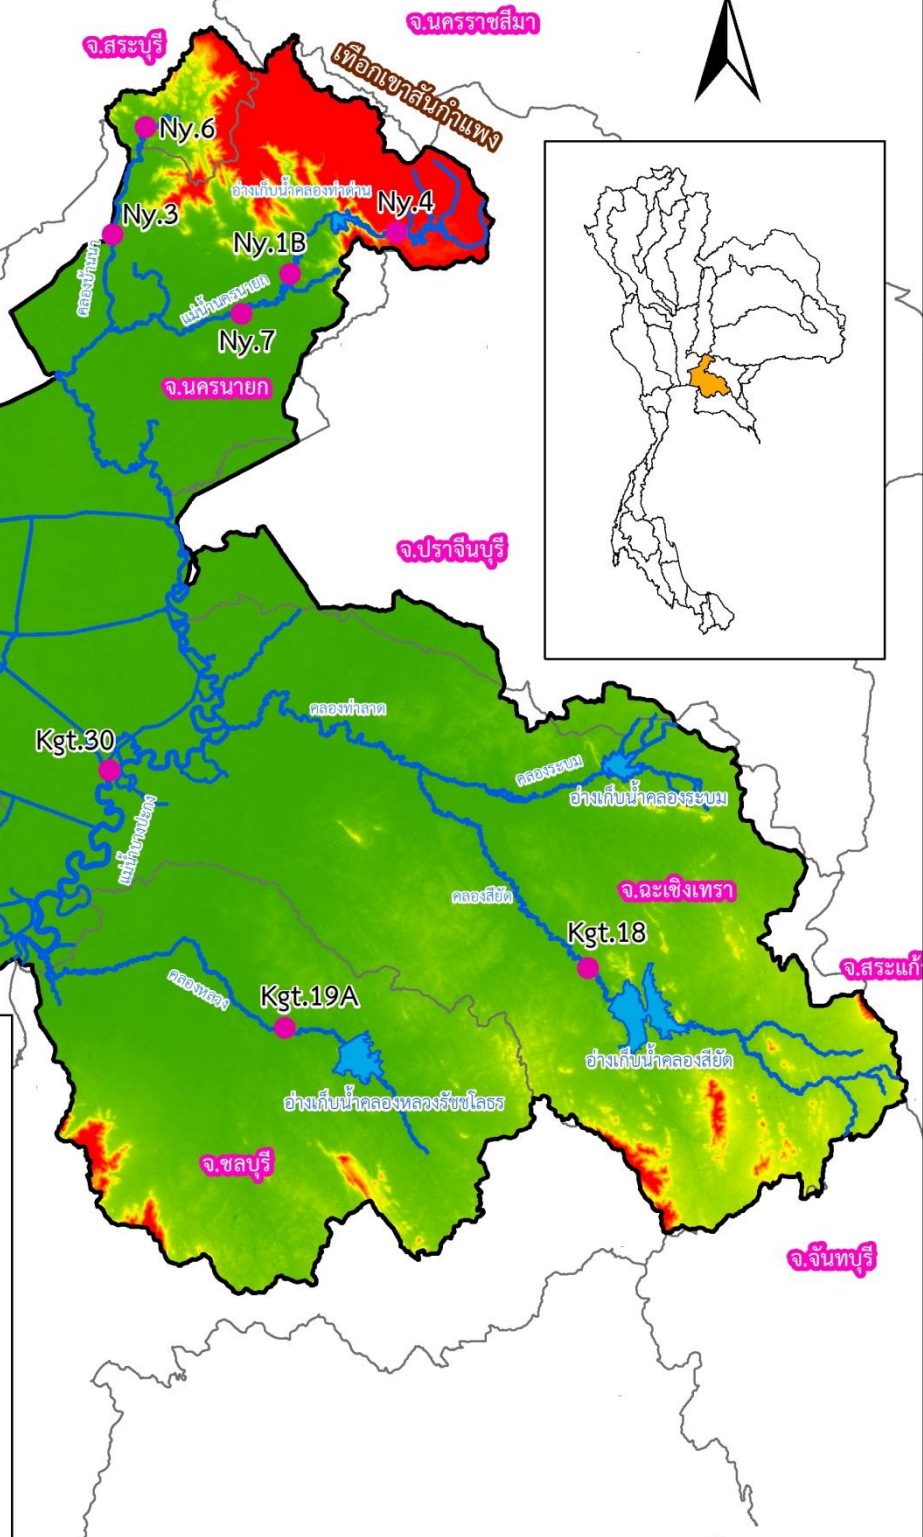 จ.นครราชสีมา
จ.สระบุรี
เทือกเขาสันกำแพง
Ny.6
อ่างเก็บน้ำคลองท่าด่าน
Ny.4
Ny.3
Ny.1B
คลองบ้านนา
แม่น้ำนครนายก
Ny.7
จ.นครนายก
จ.ปราจีนบุรี
คลองท่าลาด
Kgt.30
คลองระบม
อ่างเก็บน้ำคลองระบม
แม่น้ำบางปะกง
จ.ฉะเชิงเทรา
คลองสียัด
Kgt.18
จ.สระแก้ว
คลองหลวง
Kgt.19A
อ่างเก็บน้ำคลองสียัด
อ่างเก็บน้ำคลองหลวงรัชชโลธร
จ.ชลบุรี
จ.จันทบุรี